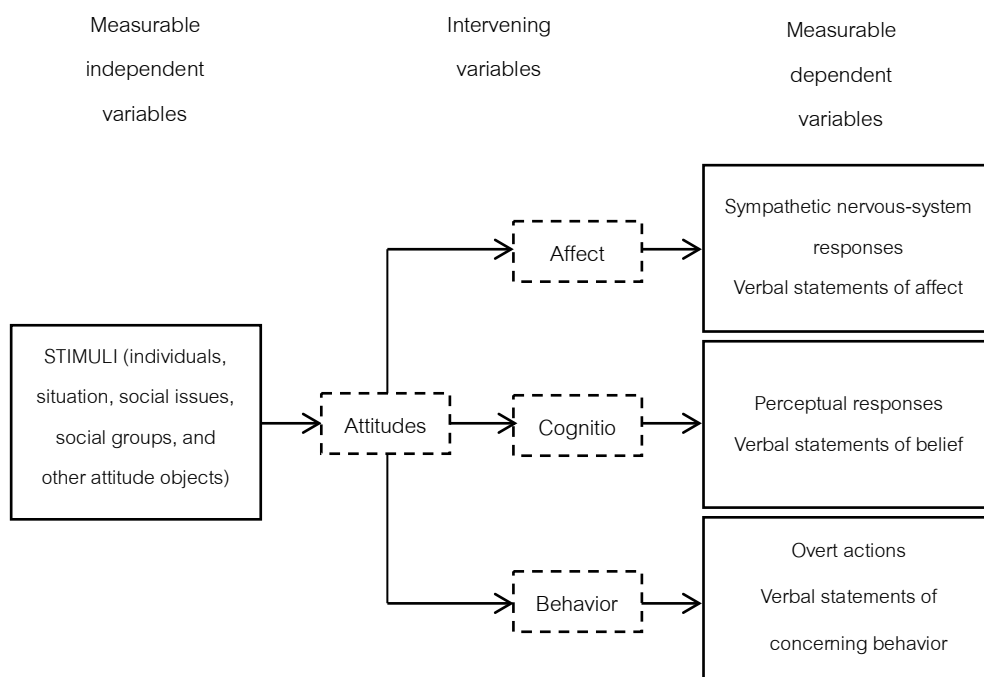 Measurable
independent
variables
Intervening
variables
Measurable
dependent
variables
STIMULI (individuals,
situation, social issues,
social groups, and
other attitude objects)
Attitudes
Affect
Cognitio
Behavior
Sympathetic nervous-system
responses
Verbal statements of affect
Perceptual responses
Verbal statements of belief
Overt actions
Verbal statements of
concerning behavior